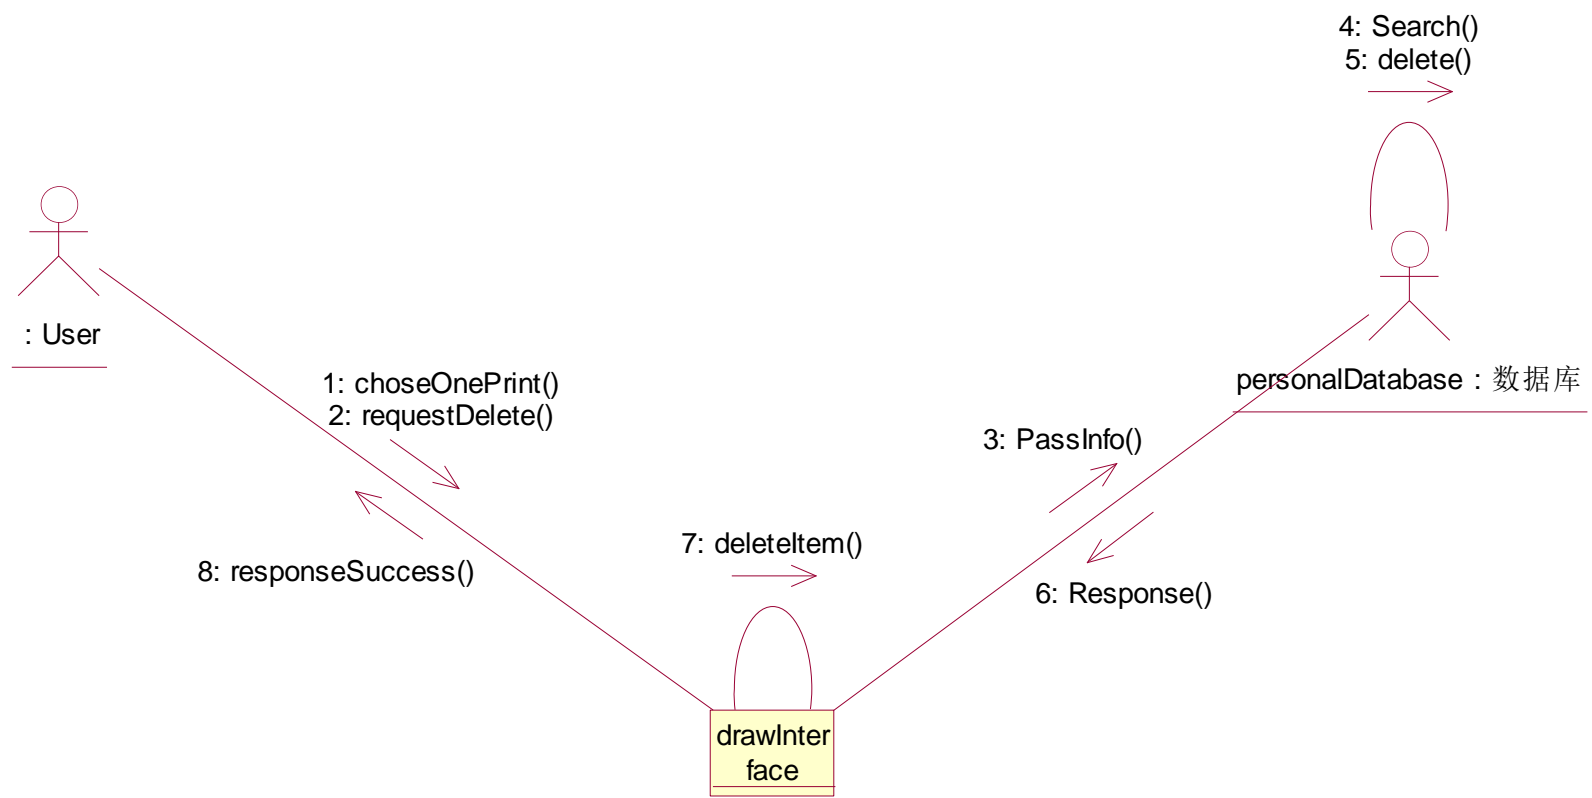 4: Search()
5: delete()
: User
1: choseOnePrint()
2: requestDelete()
personalDatabase : 数据库
3: PassInfo()
7: deleteItem()
8: responseSuccess()
6: Response()
drawInter
face